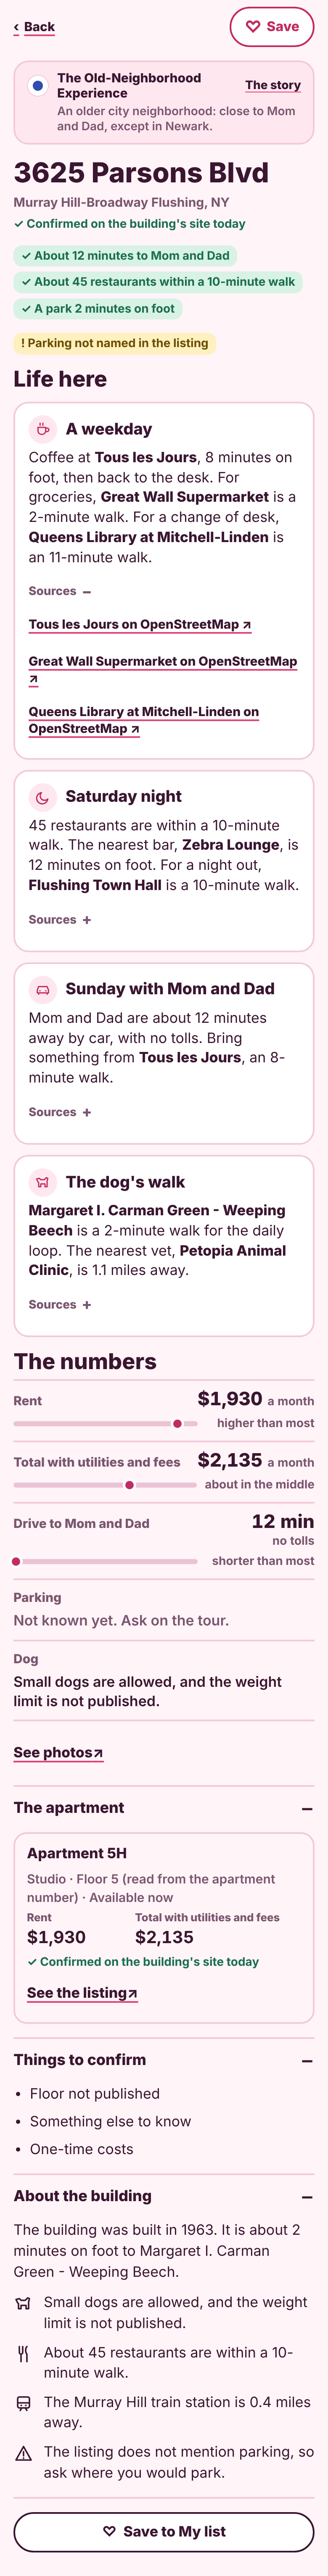 ‹ Back
Save
The Old-Neighborhood
Experience
The story
An older city neighborhood: close to Mom
and Dad, except in Newark.
3625 Parsons Blvd
Murray Hill-Broadway Flushing, NY
✓ Confirmed on the building's site today
✓ About 12 minutes to Mom and Dad
✓ About 45 restaurants within a 10-minute walk
✓ A park 2 minutes on foot
! Parking not named in the listing
Life here
A weekday
Coffee at Tous les Jours, 8 minutes on
foot, then back to the desk. For
groceries, Great Wall Supermarket is a
2-minute walk. For a change of desk,
Queens Library at Mitchell-Linden is
an 11-minute walk.
Sources −
Tous les Jours on OpenStreetMap ↗
Great Wall Supermarket on OpenStreetMap
↗
Queens Library at Mitchell-Linden on
OpenStreetMap ↗
Saturday night
45 restaurants are within a 10-minute
walk. The nearest bar, Zebra Lounge, is
12 minutes on foot. For a night out,
Flushing Town Hall is a 10-minute walk.
Sources +
Sunday with Mom and Dad
Mom and Dad are about 12 minutes
away by car, with no tolls. Bring
something from Tous les Jours, an 8-
minute walk.
Sources +
The dog's walk
Margaret I. Carman Green - Weeping
Beech is a 2-minute walk for the daily
loop. The nearest vet, Petopia Animal
Clinic, is 1.1 miles away.
Sources +
The numbers
Rent
$1,930 a month
higher than most
Total with utilities and fees
$2,135 a month
about in the middle
Drive to Mom and Dad
12 min
no tolls
shorter than most
Parking
Not known yet. Ask on the tour.
Dog
Small dogs are allowed, and the weight
limit is not published.
See photos↗
The apartment −
Apartment 5H
Studio · Floor 5 (read from the apartment
number) · Available now
Rent
Total with utilities and fees
$1,930
$2,135
✓ Confirmed on the building's site today
See the listing↗
Things to confirm −
• Floor not published
• Something else to know
• One-time costs
About the building −
The building was built in 1963. It is about 2
minutes on foot to Margaret I. Carman
Green - Weeping Beech.
Small dogs are allowed, and the weight
limit is not published.
About 45 restaurants are within a 10-
minute walk.
The Murray Hill train station is 0.4 miles
away.
The listing does not mention parking, so
ask where you would park.
Save to My list